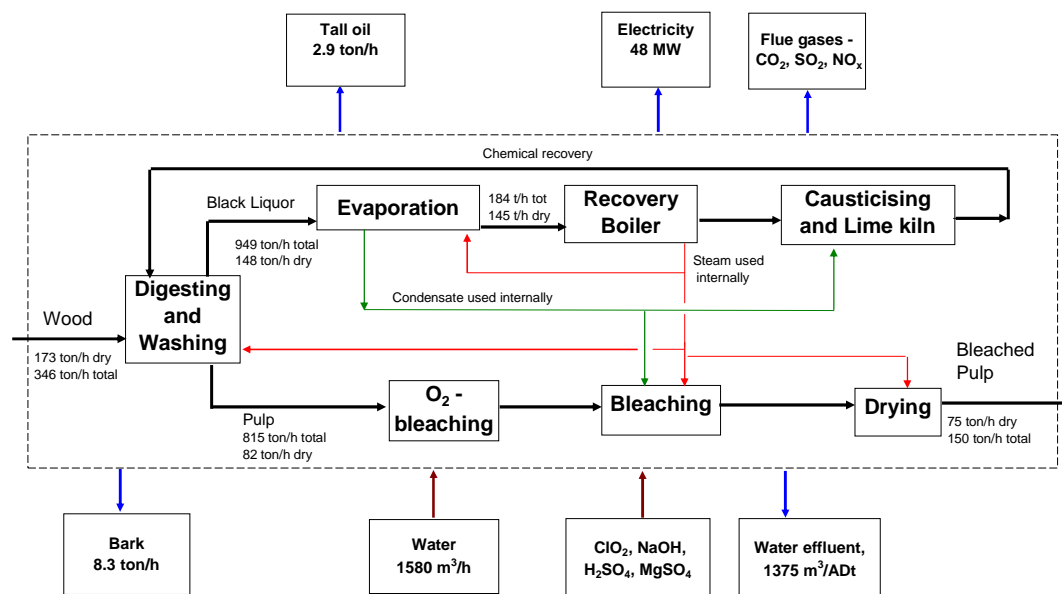 Tall oil
2.9 ton/h
Electricity
48 MW
Flue gases -
CO₂, SO₂, NOₓ
Chemical recovery
Black Liquor
Evaporation
184 t/h tot
145 t/h dry
Recovery
Boiler
Causticising
and Lime kiln
949 ton/h total
148 ton/h dry
Steam used
internally
Digesting
and
Washing
Condensate used internally
Wood
173 ton/h dry
346 ton/h total
Bleached
Pulp
O₂ -
bleaching
Bleaching
Drying
Pulp
815 ton/h total
82 ton/h dry
75 ton/h dry
150 ton/h total
Bark
8.3 ton/h
Water
1580 m³/h
ClO₂, NaOH,
H₂SO₄, MgSO₄
Water effluent,
1375 m³/ADt